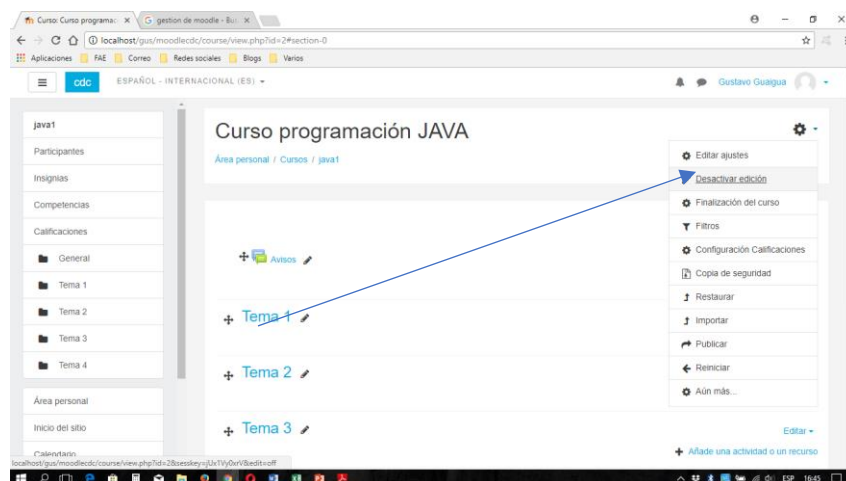 Curso: Curso programac
gestion de moodle - Bus
localhost/gus/moodlecdc/course/view.php?id=2#section-0
Aplicaciones FAE Correo Redes sociales Blogs Varios
cdc ESPAÑOL - INTERNACIONAL (ES) Gustavo Guaigua
java1
Participantes
Insignias
Competencias
Calificaciones
General
Tema 1
Tema 2
Tema 3
Tema 4
Área personal
Inicio del sitio
Calendario
Curso programación JAVA
Área personal / Cursos / java1
Avisos
Tema 1
Tema 2
Tema 3
Editar
Añade una actividad o un recurso
Editar ajustes
Desactivar edición
Finalización del curso
Filtros
Configuración Calificaciones
Copia de seguridad
Restaurar
Importar
Publicar
Reiniciar
Aún más...
ESP 16:45